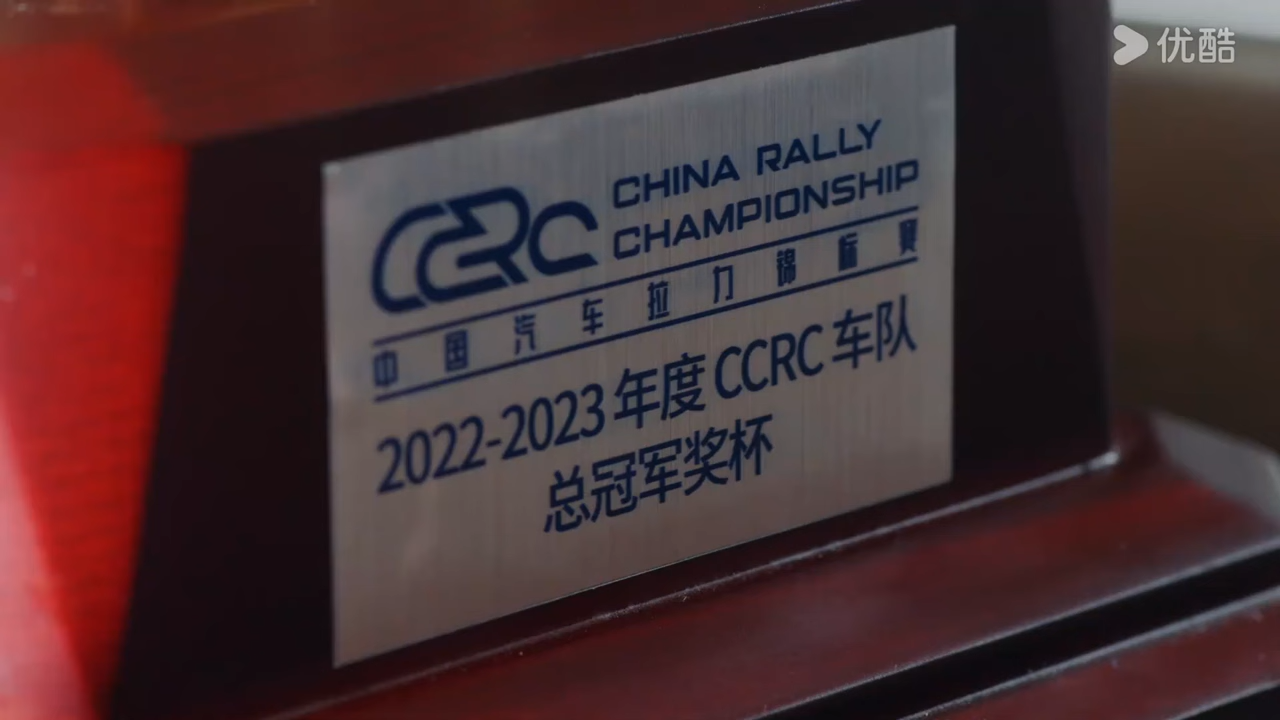 优酷
CCRC
CHINA RALLY
CHAMPIONSHIP
中国汽车拉力锦标赛
2022-2023 年度 CCRC 车队
总冠军奖杯